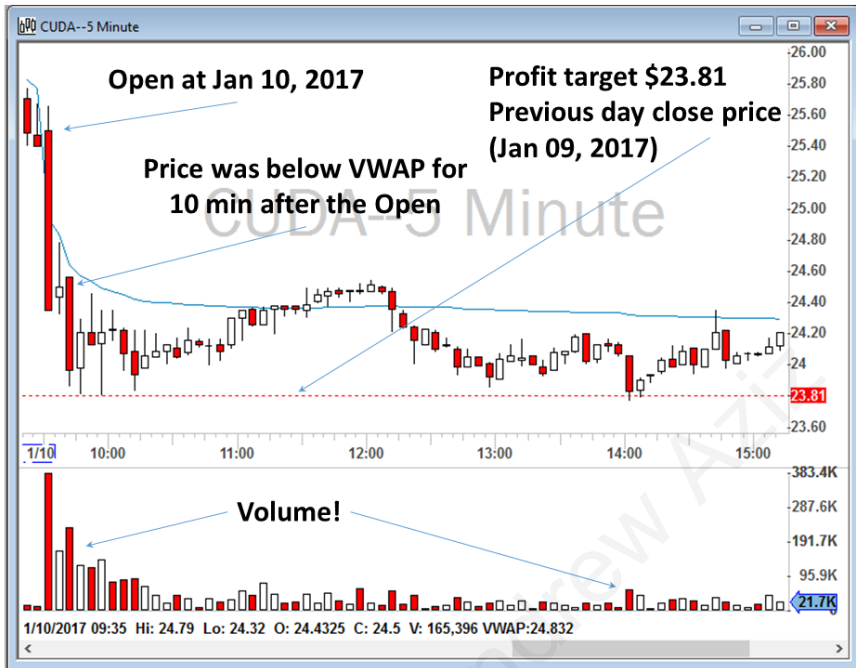 CUDA--5 Minute
26.00
Open at Jan 10, 2017
Profit target $23.81
25.80
Previous day close price
25.60
(Jan 09, 2017)
25.40
Price was below VWAP for
25.20
10 min after the Open
25.00
CUDA--5 Minute
24.80
24.60
24.40
24.20
24
23.81
23.60
1/10 10:00 11:00 12:00 13:00 14:00 15:00
383.4K
Volume!
287.6K
191.7K
95.9K
21.7K
0
1/10/2017 09:35 Hi: 24.79 Lo: 24.32 O: 24.4325 C: 24.5 V: 165,396 VWAP:24.832
drew Aziz